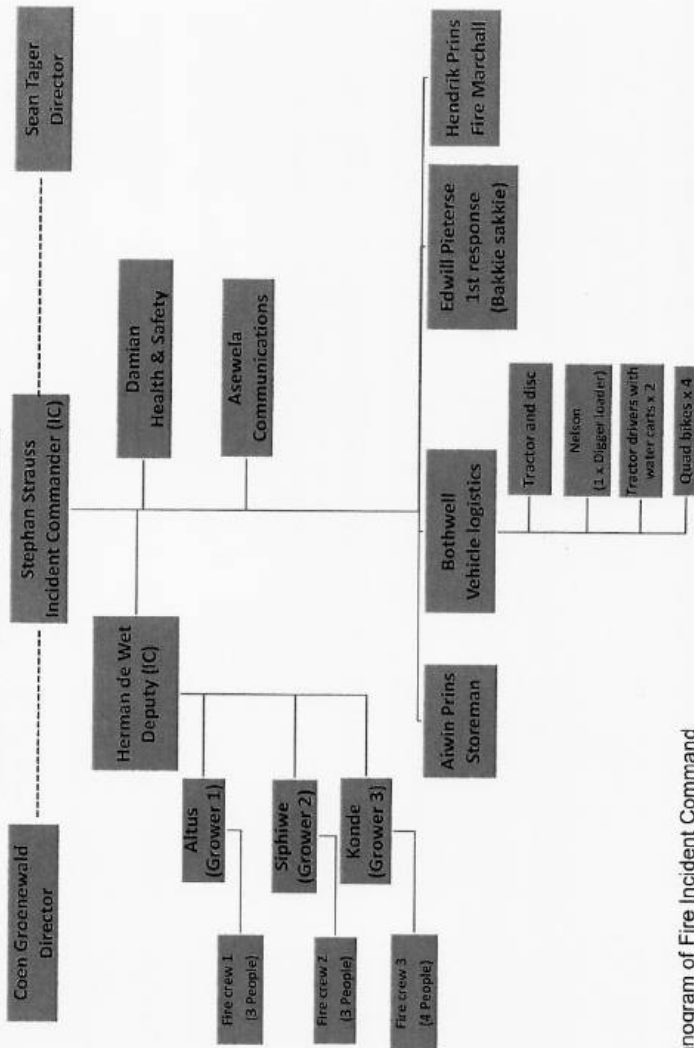 Coen Groenewald
Director
Stephan Strauss
Incident Commander (IC)
Sean Tager
Director
Herman de Wet
Deputy (IC)
Damian
Health & Safety
Asewela
Communications
Altus
(Grower 1)
Siphiwe
(Grower 2)
Konde
(Grower 3)
Fire crew 1
(3 People)
Fire crew 2
(3 People)
Fire crew 3
(4 People)
Aiwin Prins
Storeman
Bothwell
Vehicle logistics
Edwill Pieterse
1st response
(Bakkie sakkie)
Hendrik Prins
Fire Marchall
Tractor and disc
Nelson
(1 x Digger loader)
Tractor drivers with
water carts x 2
Quad bikes x 4
nogram of Fire Incident Command